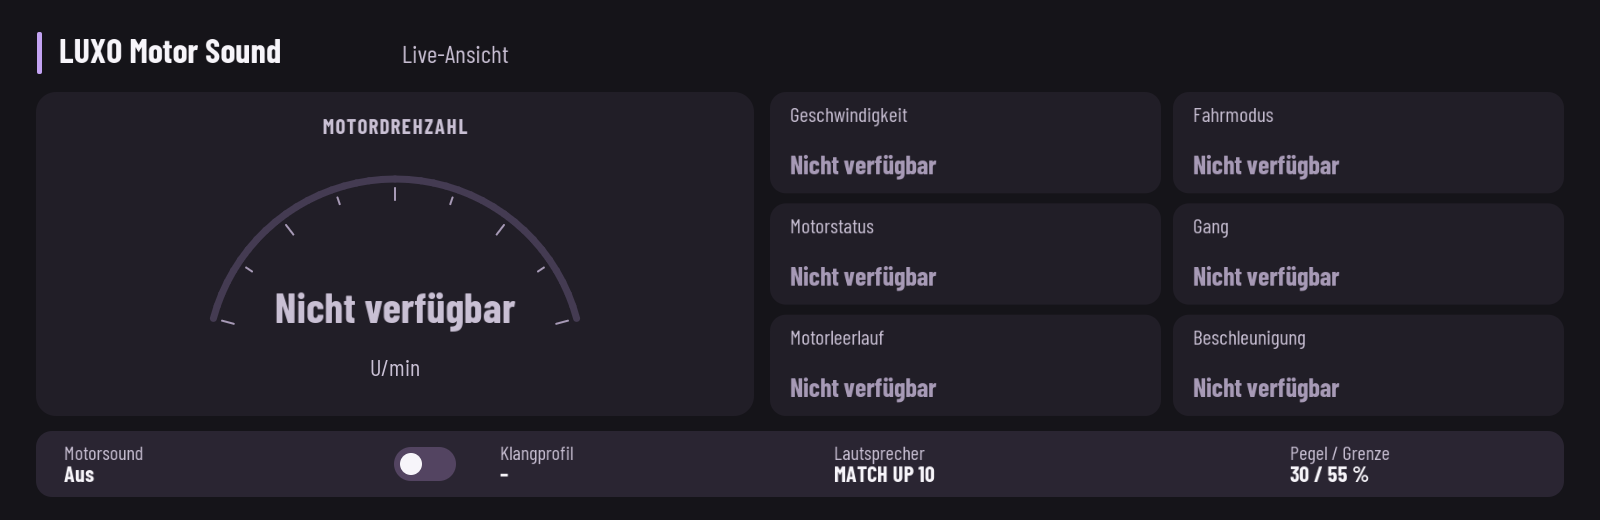 LUXO Motor Sound
Live-Ansicht
MOTORDREHZAHL
Nicht verfügbar
U/min
Geschwindigkeit
Nicht verfügbar
Fahrmodus
Nicht verfügbar
Motorstatus
Nicht verfügbar
Gang
Nicht verfügbar
Motorleerlauf
Nicht verfügbar
Beschleunigung
Nicht verfügbar
Motorsound
Aus
Klangprofil
–
Lautsprecher
MATCH UP 10
Pegel / Grenze
30 / 55 %